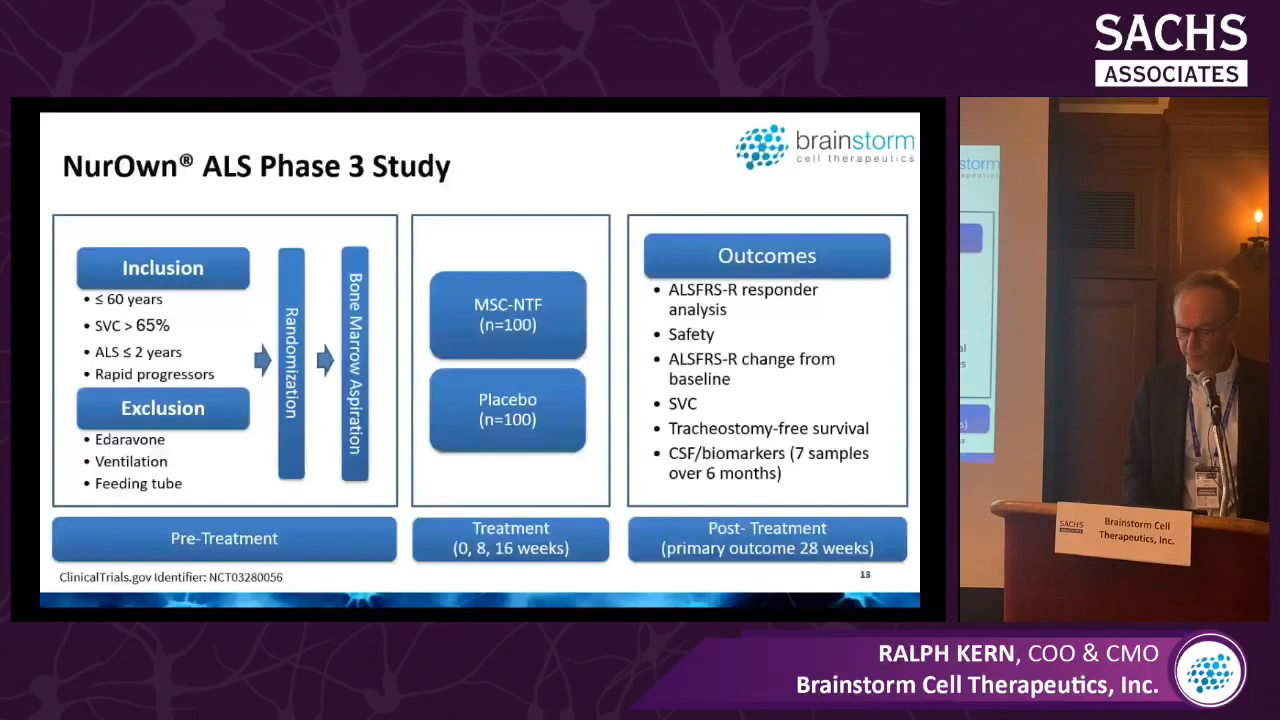 SACHS
ASSOCIATES
brainstorm
cell therapeutics
NurOwn® ALS Phase 3 Study
Inclusion
• ≤ 60 years
• SVC > 65%
• ALS ≤ 2 years
• Rapid progressors
Exclusion
• Edaravone
• Ventilation
• Feeding tube
Randomization
Bone Marrow Aspiration
MSC-NTF
(n=100)
Placebo
(n=100)
Outcomes
• ALSFRS-R responder
analysis
• Safety
• ALSFRS-R change from
baseline
• SVC
• Tracheostomy-free survival
• CSF/biomarkers (7 samples
over 6 months)
Pre-Treatment
Treatment
(0, 8, 16 weeks)
Post- Treatment
(primary outcome 28 weeks)
ClinicalTrials.gov Identifier: NCT03280056
13
storm
SACHS
ASSOCIATES
Brainstorm Cell
Therapeutics, Inc.
RALPH KERN, COO & CMO
Brainstorm Cell Therapeutics, Inc.